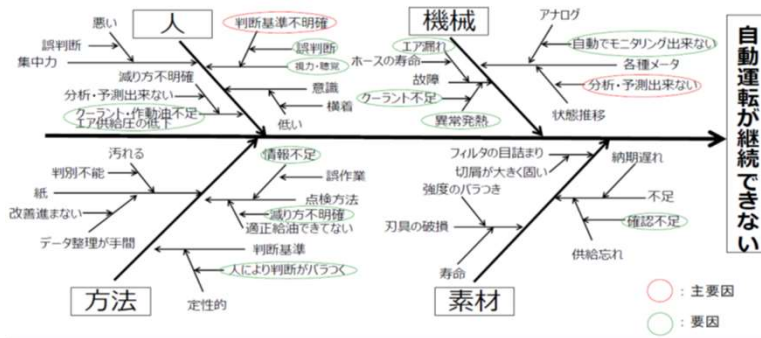 人
悪い
誤判断
集中力
判断基準不明確
誤判断
視力・聴覚
減り方不明確
分析・予測出来ない
クーラント・作動油不足
エア供給圧の低下
意識
横着
低い
機械
アナログ
エア漏れ
ホースの寿命
故障
クーラント不足
異常発熱
自動でモニタリング出来ない
各種メータ
分析・予測出来ない
状態推移
自動運転が継続できない
汚れる
判別不能
紙
改善進まない
データ整理が手間
情報不足
誤作業
点検方法
減り方不明確
適正給油できてない
判断基準
人により判断がバラつく
定性的
方法
フィルタの目詰まり
切屑が大きく固い
強度のバラつき
刃具の破損
寿命
納期遅れ
不足
確認不足
供給忘れ
素材
:主要因
:要因